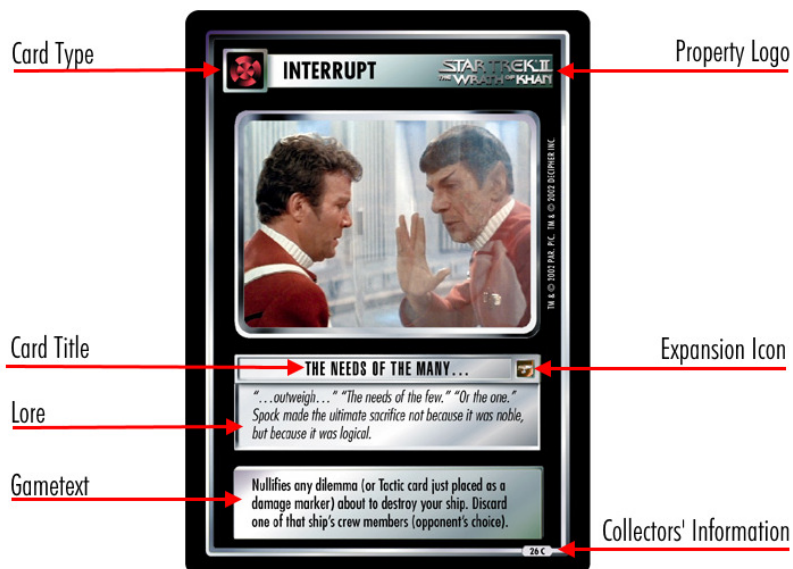 Card Type
Property Logo
INTERRUPT
STAR TREK II
THE WRATH OF KHAN
TM & © 2002 PAR. PIC. TM & © 2002 DECIPHER INC.
Card Title
THE NEEDS OF THE MANY...
Expansion Icon
Lore
"...outweigh..." "The needs of the few." "Or the one."
Spock made the ultimate sacrifice not because it was noble,
but because it was logical.
Gametext
Nullifies any dilemma (or Tactic card just placed as a
damage marker) about to destroy your ship. Discard
one of that ship's crew members (opponent's choice).
Collectors' Information
26 C